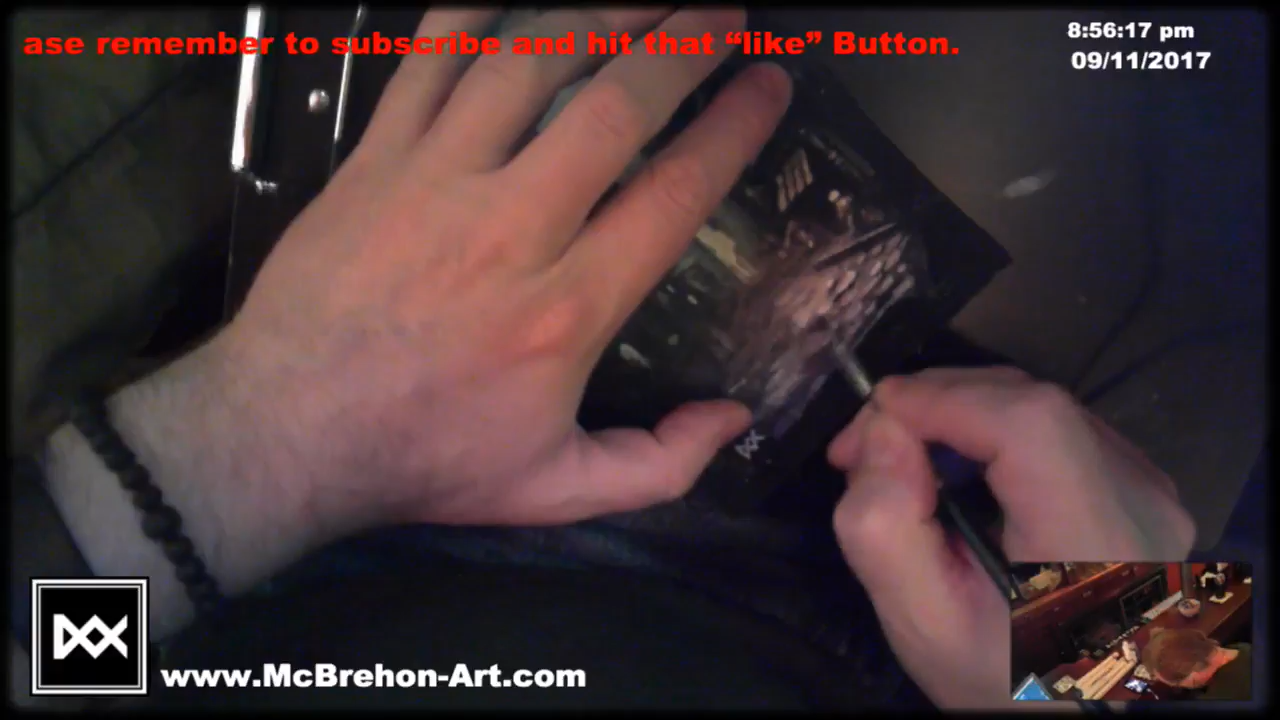 ase remember to subscribe and hit that “like” Button.
8:56:17 pm
09/11/2017
www.McBrehon-Art.com